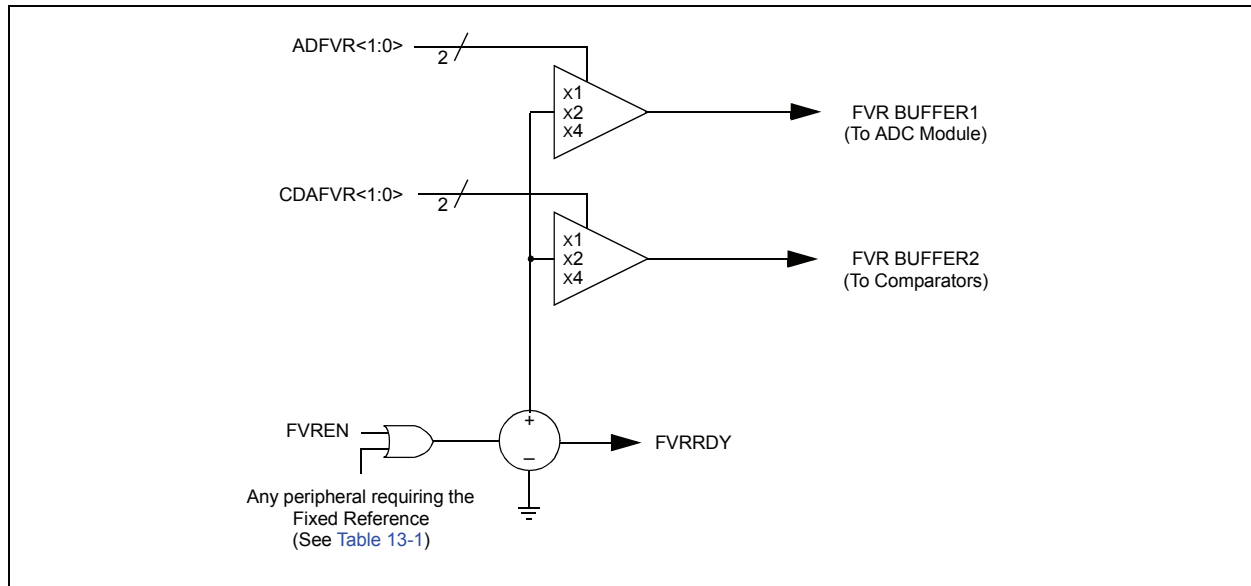 ADFVR<1:0>
2
x1
x2
x4
FVR BUFFER1
(To ADC Module)
CDAFVR<1:0>
2
x1
x2
x4
FVR BUFFER2
(To Comparators)
+
FVREN
FVRRDY
–
Any peripheral requiring the
Fixed Reference
(See Table 13-1)